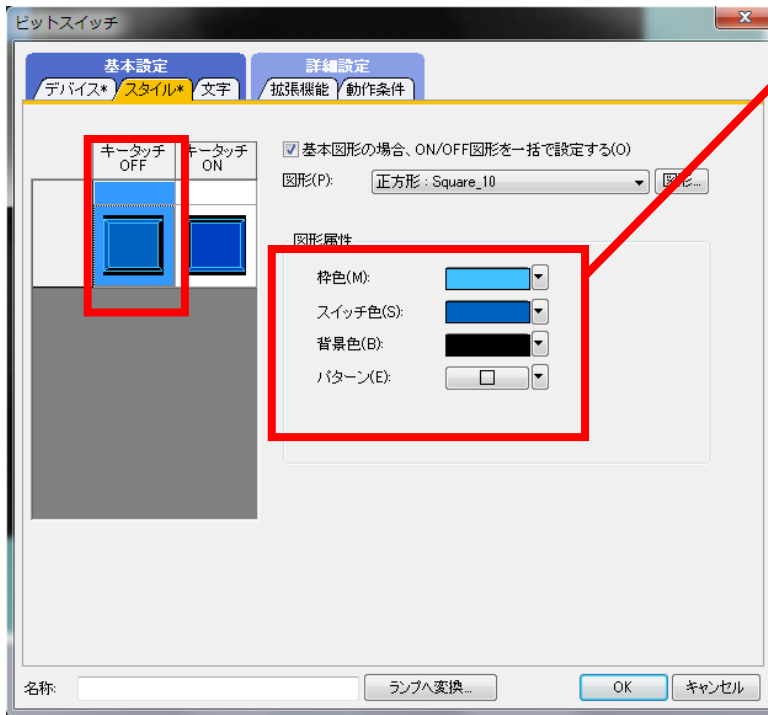 ビットスイッチ
基本設定
詳細設定
デバイス* スタイル* 文字
拡張機能 動作条件
キータッチ OFF
キータッチ ON
基本図形の場合、ON/OFF図形を一括で設定する(O)
図形(P): 正方形 : Square_10 図形...
図形属性
枠色(M):
スイッチ色(S):
背景色(B):
パターン(E):
名称: ランプへ変換... OK キャンセル